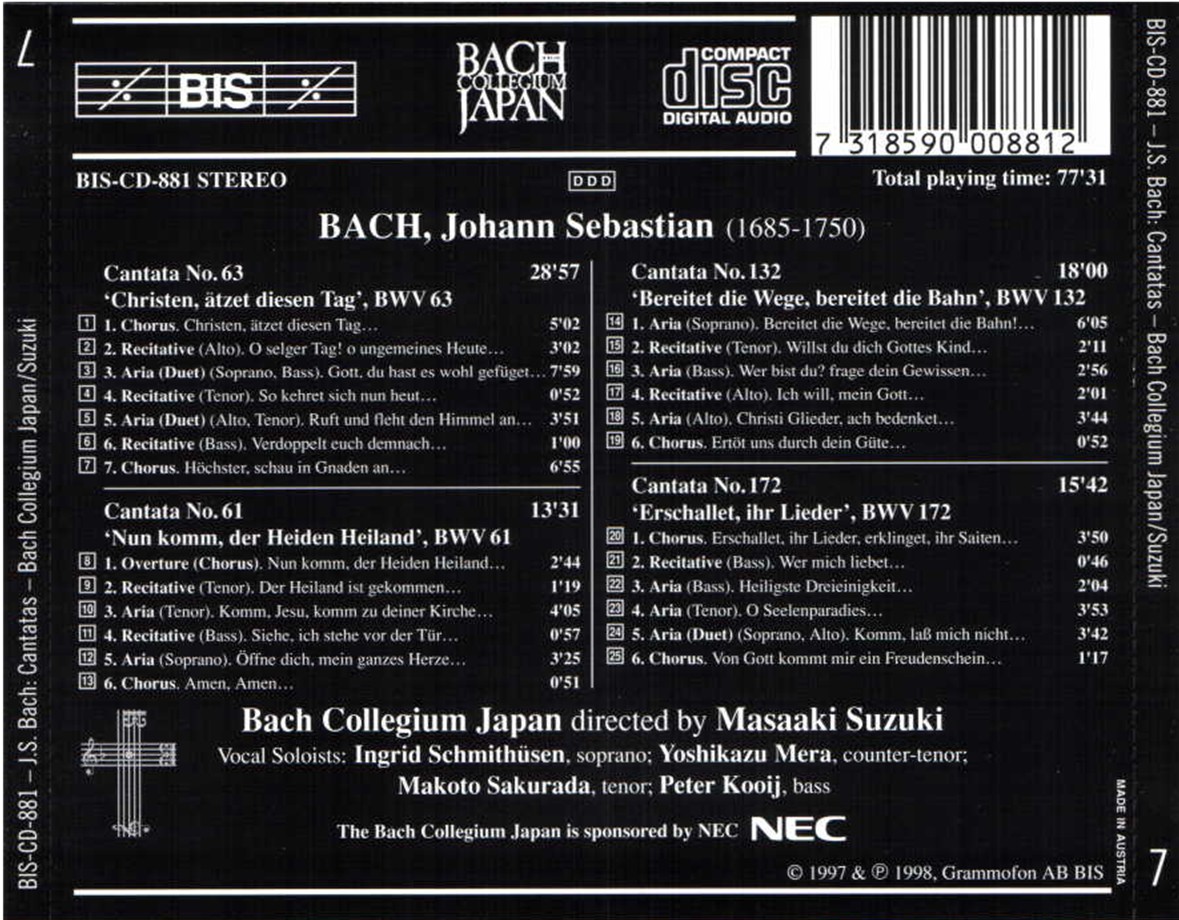 BIS
BACH
COLLEGIUM
JAPAN
COMPACT
disc
DIGITAL AUDIO
7 318590 008812
BIS-CD-881 STEREO
DDD
Total playing time: 77'31
BACH, Johann Sebastian (1685-1750)
Cantata No. 63 28'57
‘Christen, ätzet diesen Tag’, BWV 63
1 1. Chorus. Christen, ätzet diesen Tag… 5'02
2 2. Recitative (Alto). O selger Tag! o ungemeines Heute… 3'02
3 3. Aria (Duet) (Soprano, Bass). Gott, du hast es wohl gefüget… 7'59
4 4. Recitative (Tenor). So kehret sich nun heut… 0'52
5 5. Aria (Duet) (Alto, Tenor). Ruft und fleht den Himmel an… 3'51
6 6. Recitative (Bass). Verdoppelt euch demnach… 1'00
7 7. Chorus. Höchster, schau in Gnaden an… 6'55
Cantata No. 61 13'31
‘Nun komm, der Heiden Heiland’, BWV 61
8 1. Overture (Chorus). Nun komm, der Heiden Heiland… 2'44
9 2. Recitative (Tenor). Der Heiland ist gekommen… 1'19
10 3. Aria (Tenor). Komm, Jesu, komm zu deiner Kirche… 4'05
11 4. Recitative (Bass). Siehe, ich stehe vor der Tür… 0'57
12 5. Aria (Soprano). Öffne dich, mein ganzes Herze… 3'25
13 6. Chorus. Amen, Amen… 0'51
Cantata No. 132 18'00
‘Bereitet die Wege, bereitet die Bahn’, BWV 132
14 1. Aria (Soprano). Bereitet die Wege, bereitet die Bahn!… 6'05
15 2. Recitative (Tenor). Willst du dich Gottes Kind… 2'11
16 3. Aria (Bass). Wer bist du? frage dein Gewissen… 2'56
17 4. Recitative (Alto). Ich will, mein Gott… 2'01
18 5. Aria (Alto). Christi Glieder, ach bedenket… 3'44
19 6. Chorus. Ertöt uns durch dein Güte… 0'52
Cantata No. 172 15'42
‘Erschallet, ihr Lieder’, BWV 172
20 1. Chorus. Erschallet, ihr Lieder, erklinget, ihr Saiten… 3'50
21 2. Recitative (Bass). Wer mich liebet… 0'46
22 3. Aria (Bass). Heiligste Dreieinigkeit… 2'04
23 4. Aria (Tenor). O Seelenparadies… 3'53
24 5. Aria (Duet) (Soprano, Alto). Komm, laß mich nicht… 3'42
25 6. Chorus. Von Gott kommt mir ein Freudenschein… 1'17
Bach Collegium Japan directed by Masaaki Suzuki
Vocal Soloists: Ingrid Schmithüsen, soprano; Yoshikazu Mera, counter-tenor;
Makoto Sakurada, tenor; Peter Kooij, bass
The Bach Collegium Japan is sponsored by NEC NEC
© 1997 & ℗ 1998, Grammofon AB BIS
MADE IN AUSTRIA
BIS-CD-881 – J.S. Bach: Cantatas – Bach Collegium Japan/Suzuki 7
BIS-CD-881 – J.S. Bach: Cantatas – Bach Collegium Japan/Suzuki
7